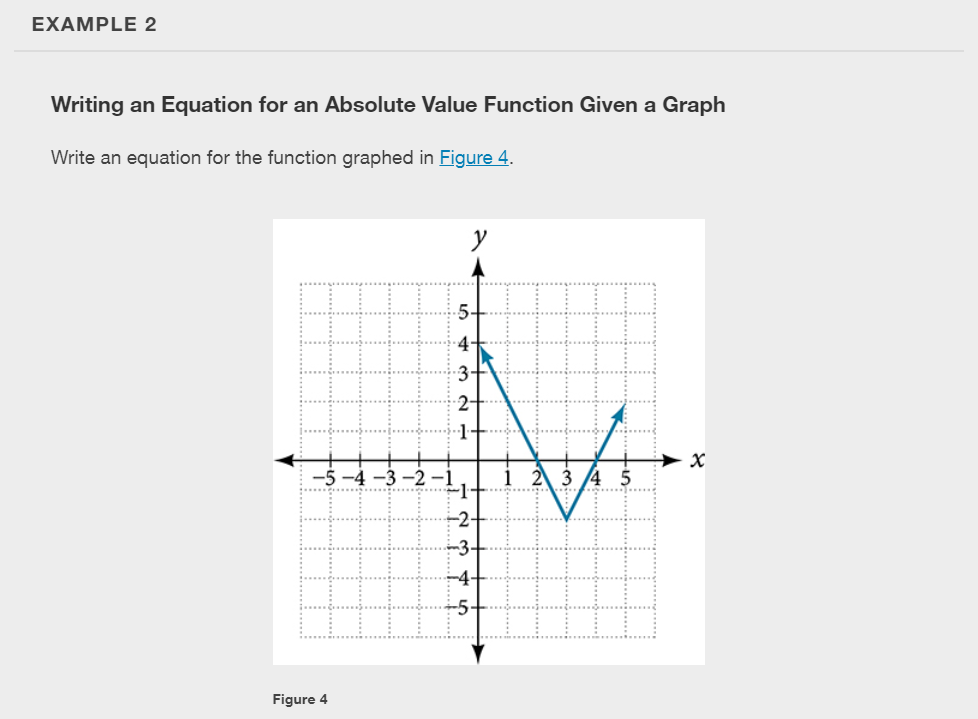 EXAMPLE 2
Writing an Equation for an Absolute Value Function Given a Graph
Write an equation for the function graphed in Figure 4.
y
5
4
3
2
1
x
−5 −4 −3 −2 −1 1 2 3 4 5
−1
−2
−3
−4
−5
Figure 4